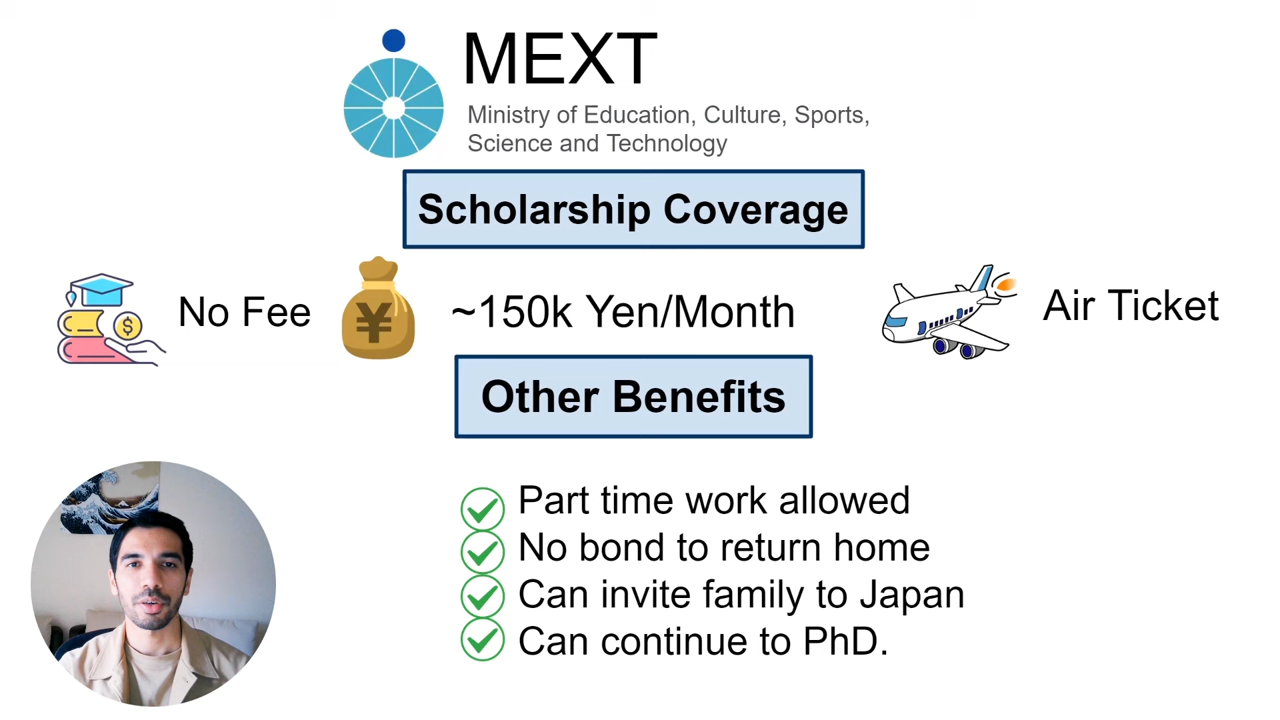 MEXT
Ministry of Education, Culture, Sports,
Science and Technology
Scholarship Coverage
$
No Fee
¥
~150k Yen/Month
Air Ticket
Other Benefits
Part time work allowed
No bond to return home
Can invite family to Japan
Can continue to PhD.